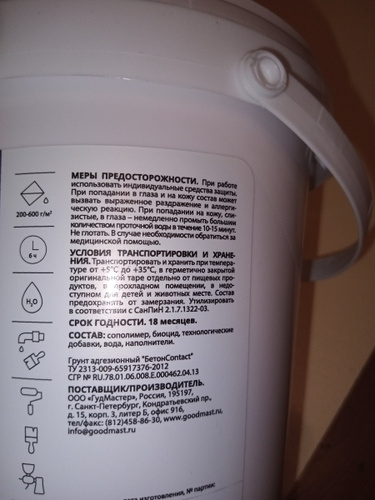 МЕРЫ ПРЕДОСТОРОЖНОСТИ. При работе
использовать индивидуальные средства защиты.
При попадании в глаза и на кожу состав может
вызвать выраженное раздражение и аллерги-
ческую реакцию. При попадании на кожу, сли-
зистые, в глаза – немедленно промыть большим
количеством проточной воды в течение 10-15 минут.
Не глотать. В случае необходимости обратиться за
медицинской помощью.
200-600 г/м²
УСЛОВИЯ ТРАНСПОРТИРОВКИ И ХРАНЕ-
НИЯ. Транспортировать и хранить при темпера-
туре от +5°С до +35°С, в герметично закрытой
оригинальной таре отдельно от пищевых про-
дуктов, в прохладном помещении, в недо-
ступном для детей и животных месте. Состав
предохранять от замерзания. Утилизировать
в соответствии с СанПиН 2.1.7.1322-03.
6 ч
H₂O
СРОК ГОДНОСТИ. 18 месяцев.
СОСТАВ: сополимер, биоцид, технологические
добавки, вода, наполнители.
Грунт адгезионный "БетонContact"
ТУ 2313-009-65917376-2012
СГР № RU.78.01.06.008.Е.000462.04.13
ПОСТАВЩИК/ПРОИЗВОДИТЕЛЬ.
ООО «ГудМастер», Россия, 195197,
г. Санкт-Петербург, Кондратьевский пр.,
д. 15, корп. 3, литер Б, офис 916,
тел/факс: (812)458-86-30, www.goodmast.ru,
info@goodmast.ru
изготовления, № партии: